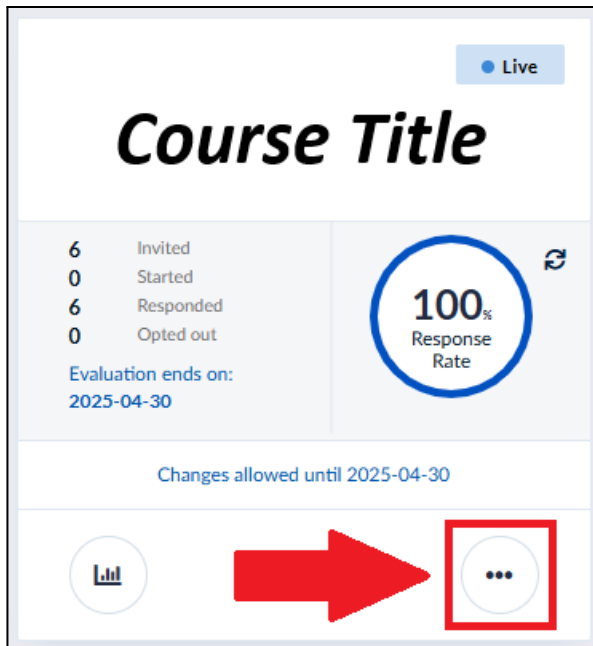 Live
Course Title
6 Invited
0 Started
6 Responded
0 Opted out
Evaluation ends on:
2025-04-30
100%
Response
Rate
Changes allowed until 2025-04-30